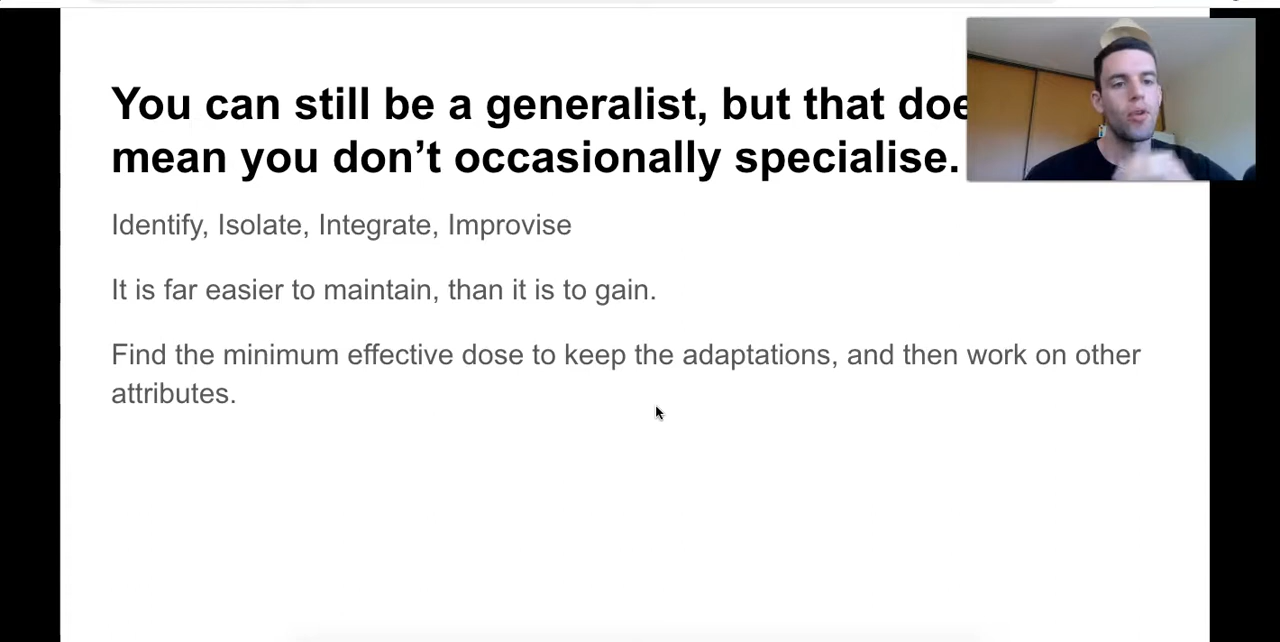 You can still be a generalist, but that
mean you don’t occasionally specialise.
Identify, Isolate, Integrate, Improvise
It is far easier to maintain, than it is to gain.
Find the minimum effective dose to keep the adaptations, and then work on other
attributes.